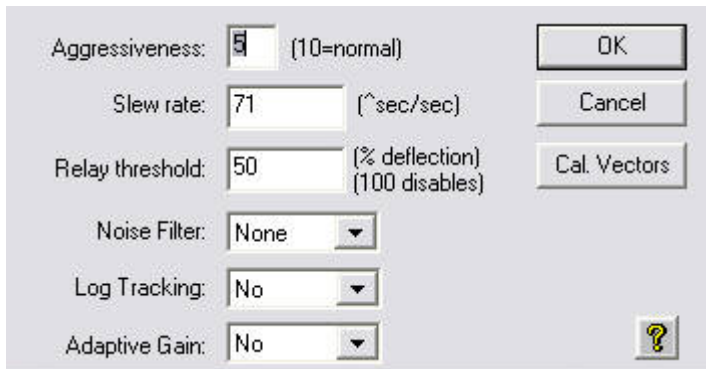 Aggressiveness: 5 (10=normal) OK
Slew rate: 71 (^sec/sec) Cancel
Relay threshold: 50 (% deflection) (100 disables) Cal. Vectors
Noise Filter: None
Log Tracking: No
Adaptive Gain: No ?